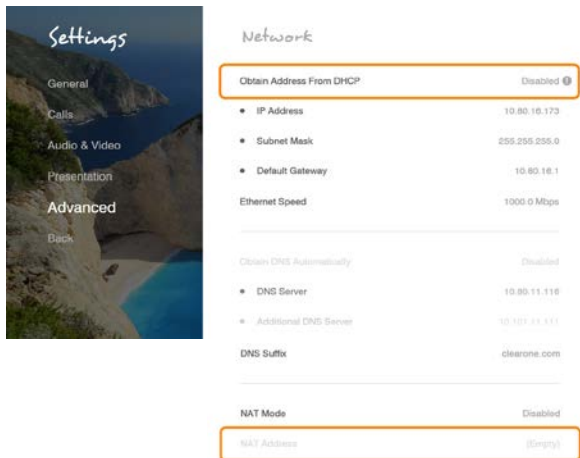 Settings
General
Calls
Audio & Video
Presentation
Advanced
Back
Network
Obtain Address From DHCP Disabled
• IP Address 10.80.16.173
• Subnet Mask 255.255.255.0
• Default Gateway 10.80.16.1
Ethernet Speed 1000.0 Mbps
Obtain DNS Automatically Disabled
• DNS Server 10.80.11.116
• Additional DNS Server
DNS Suffix clearone.com
NAT Mode Disabled
NAT Address (Empty)